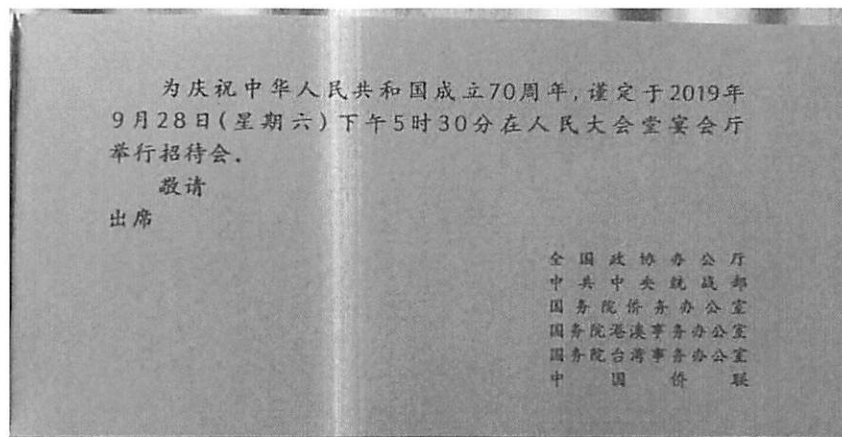 为庆祝中华人民共和国成立70周年,谨定于2019年
9月28日(星期六)下午5时30分在人民大会堂宴会厅
举行招待会.
敬请
出席
全国政协办公厅
中共中央统战部
国务院侨务办公室
国务院港澳事务办公室
国务院台湾事务办公室
中国侨联